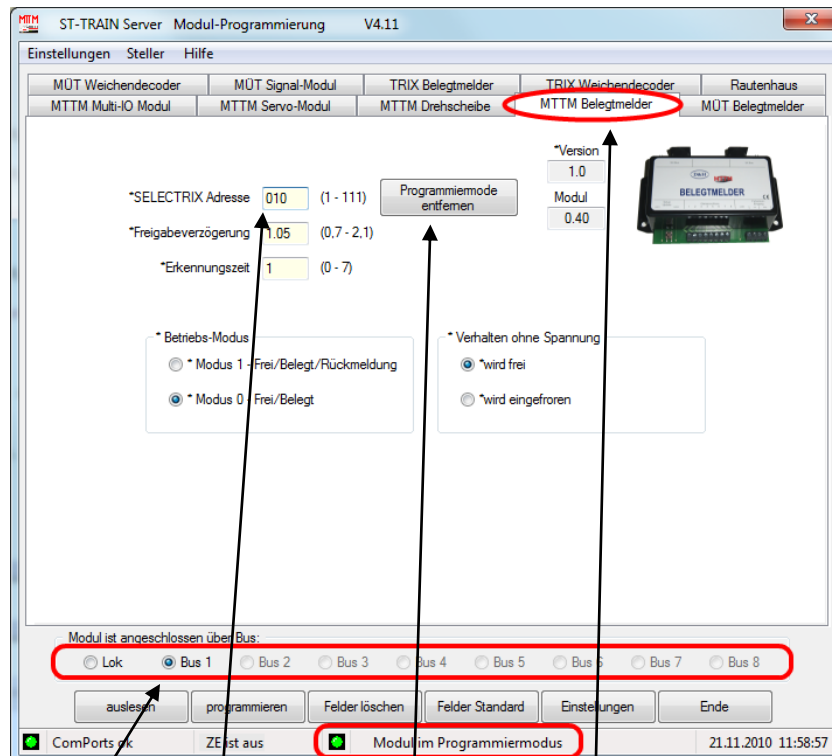 ST-TRAIN Server Modul-Programmierung V4.11
Einstellungen Steller Hilfe
MÜT Weichendecoder MÜT Signal-Modul TRIX Belegtmelder TRIX Weichendecoder Rautenhaus
MTTM Multi-IO Modul MTTM Servo-Modul MTTM Drehscheibe MTTM Belegtmelder MÜT Belegtmelder
*Version
1.0
*SELECTRIX Adresse 010 (1 - 111) Programmiermode entfernen
Modul
0.40
BELEGTMELDER
*Freigabeverzögerung 1.05 (0,7 - 2,1)
*Erkennungszeit 1 (0 - 7)
* Betriebs-Modus
* Modus 1 - Frei/Belegt/Rückmeldung
* Modus 0 - Frei/Belegt
* Verhalten ohne Spannung
*wird frei
*wird eingefroren
Modul ist angeschlossen über Bus:
Lok Bus 1 Bus 2 Bus 3 Bus 4 Bus 5 Bus 6 Bus 7 Bus 8
auslesen programmieren Felder löschen Felder Standard Einstellungen Ende
ComPorts ok ZE ist aus Modul im Programmiermodus 21.11.2010 11:58:57